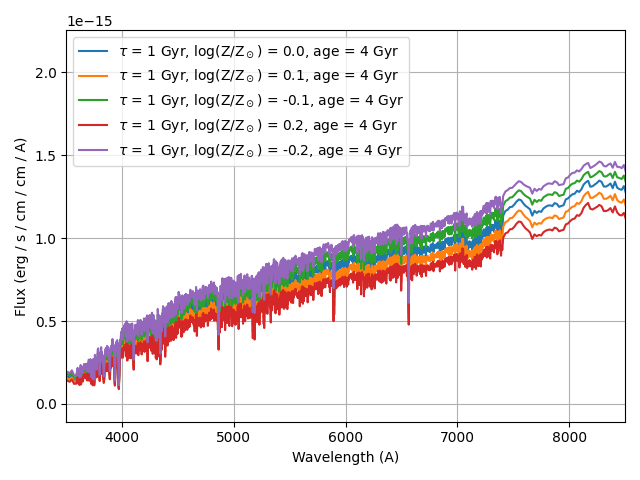 1e−15
τ = 1 Gyr, log(Z/Z⊙) = 0.0, age = 4 Gyr
τ = 1 Gyr, log(Z/Z⊙) = 0.1, age = 4 Gyr
τ = 1 Gyr, log(Z/Z⊙) = -0.1, age = 4 Gyr
τ = 1 Gyr, log(Z/Z⊙) = 0.2, age = 4 Gyr
τ = 1 Gyr, log(Z/Z⊙) = -0.2, age = 4 Gyr
2.0
1.5
1.0
0.5
0.0
Flux (erg / s / cm / cm / A)
4000 5000 6000 7000 8000
Wavelength (A)